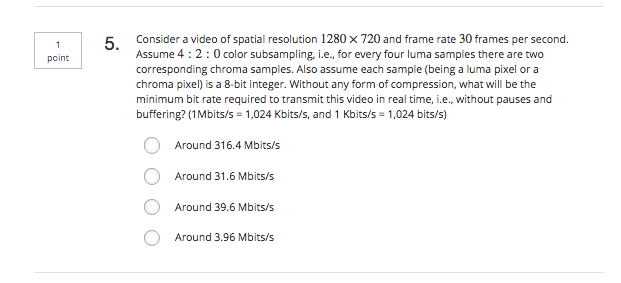 1
point
5.
Consider a video of spatial resolution 1280 × 720 and frame rate 30 frames per second.
Assume 4 : 2 : 0 color subsampling, i.e., for every four luma samples there are two
corresponding chroma samples. Also assume each sample (being a luma pixel or a
chroma pixel) is a 8-bit integer. Without any form of compression, what will be the
minimum bit rate required to transmit this video in real time, i.e., without pauses and
buffering? (1Mbits/s = 1,024 Kbits/s, and 1 Kbits/s = 1,024 bits/s)
Around 316.4 Mbits/s
Around 31.6 Mbits/s
Around 39.6 Mbits/s
Around 3.96 Mbits/s